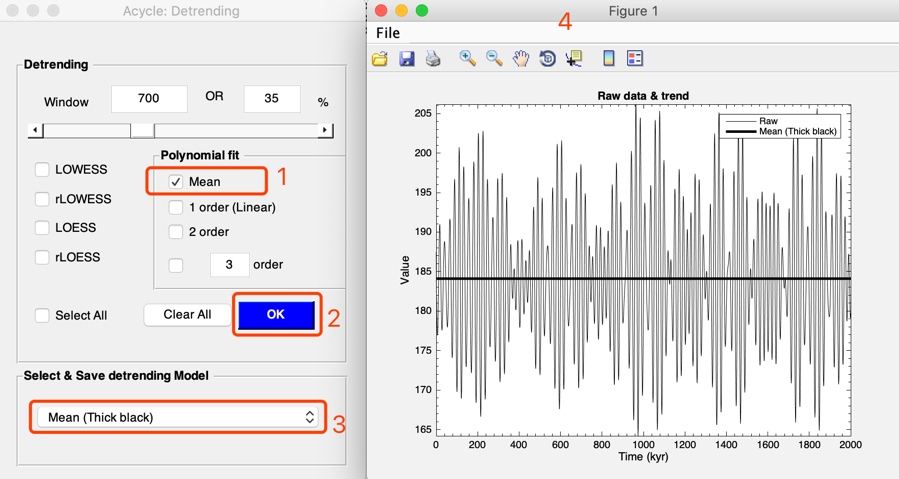 Acycle: Detrending
Detrending
Window 700 OR 35 %
LOWESS
rLOWESS
LOESS
rLOESS
Polynomial fit
Mean 1
1 order (Linear)
2 order
3 order
Select All Clear All OK 2
Select & Save detrending Model
Mean (Thick black) 3
Figure 1
4
File
Raw data & trend
Raw
Mean (Thick black)
205
200
195
190
185
180
175
170
165
Value
0 200 400 600 800 1000 1200 1400 1600 1800 2000
Time (kyr)